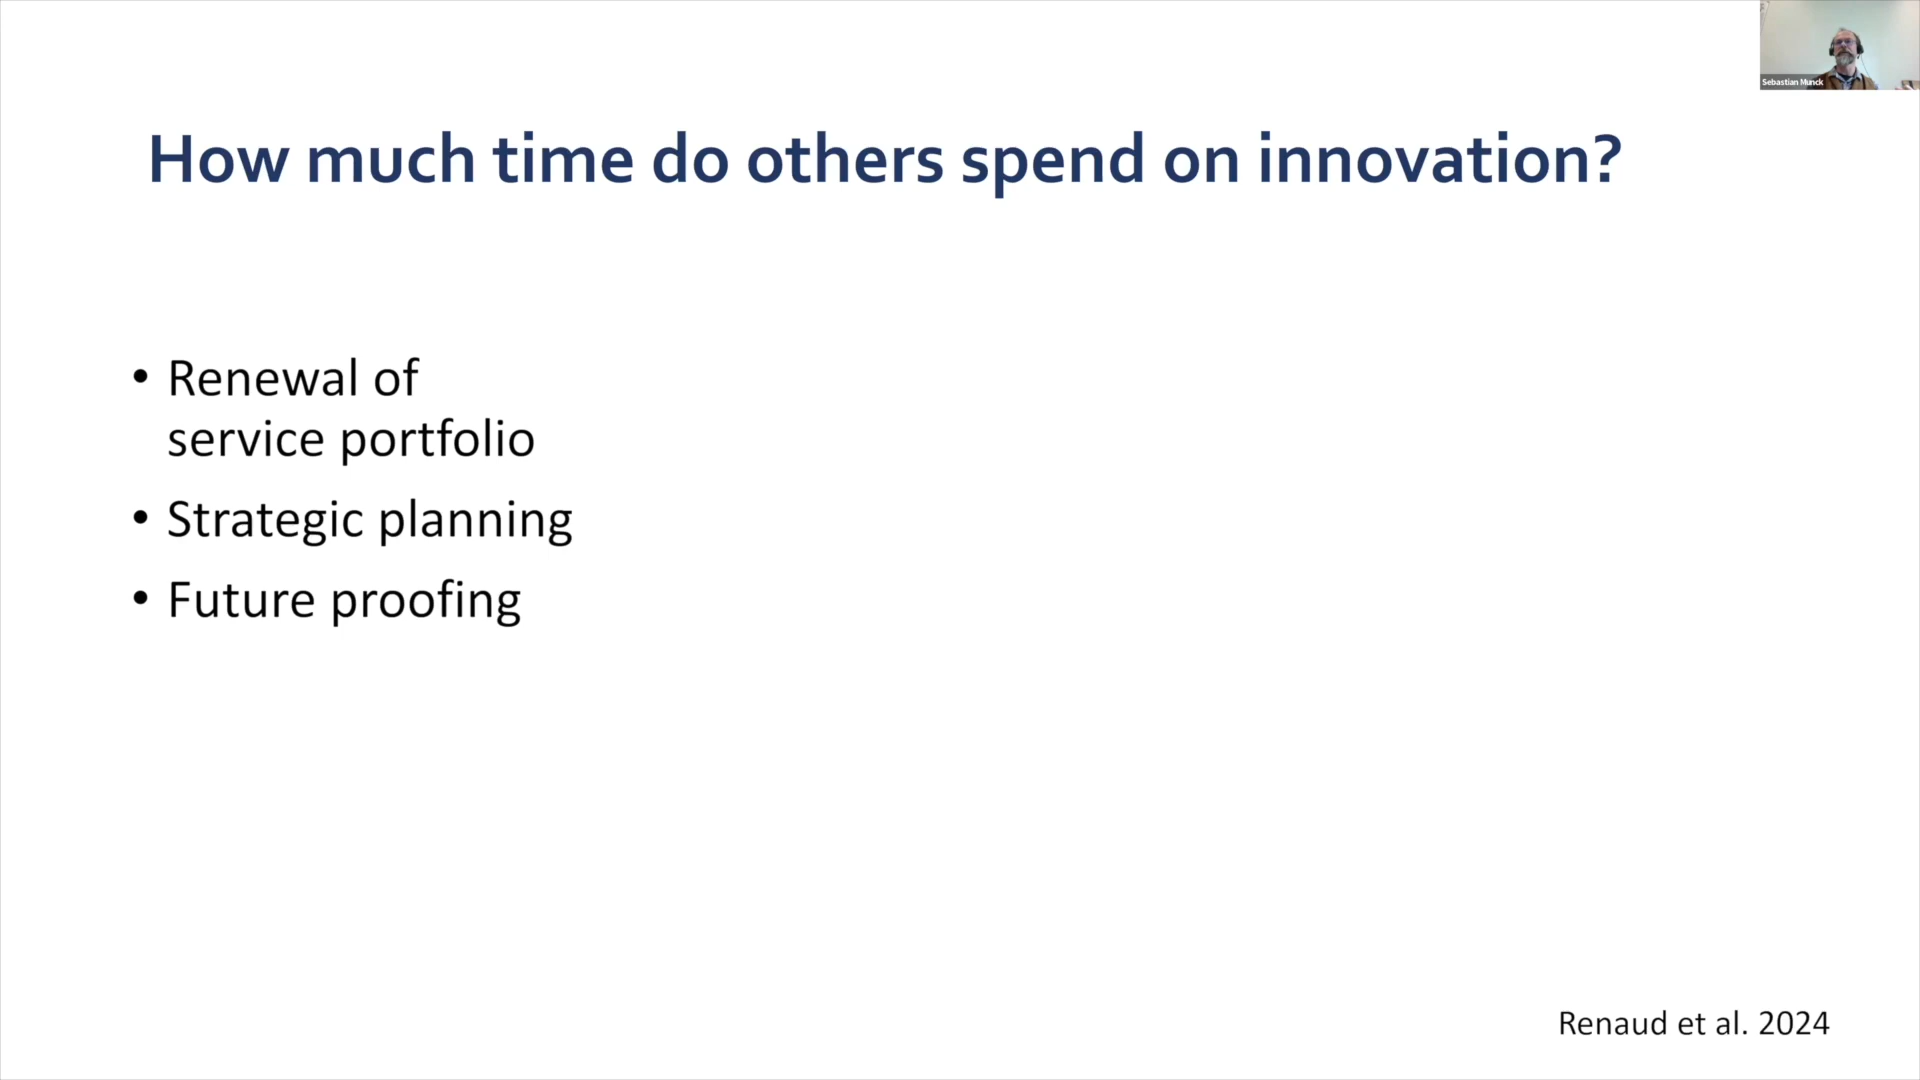 Sebastian Munck
How much time do others spend on innovation?
• Renewal of
service portfolio
• Strategic planning
• Future proofing
Renaud et al. 2024